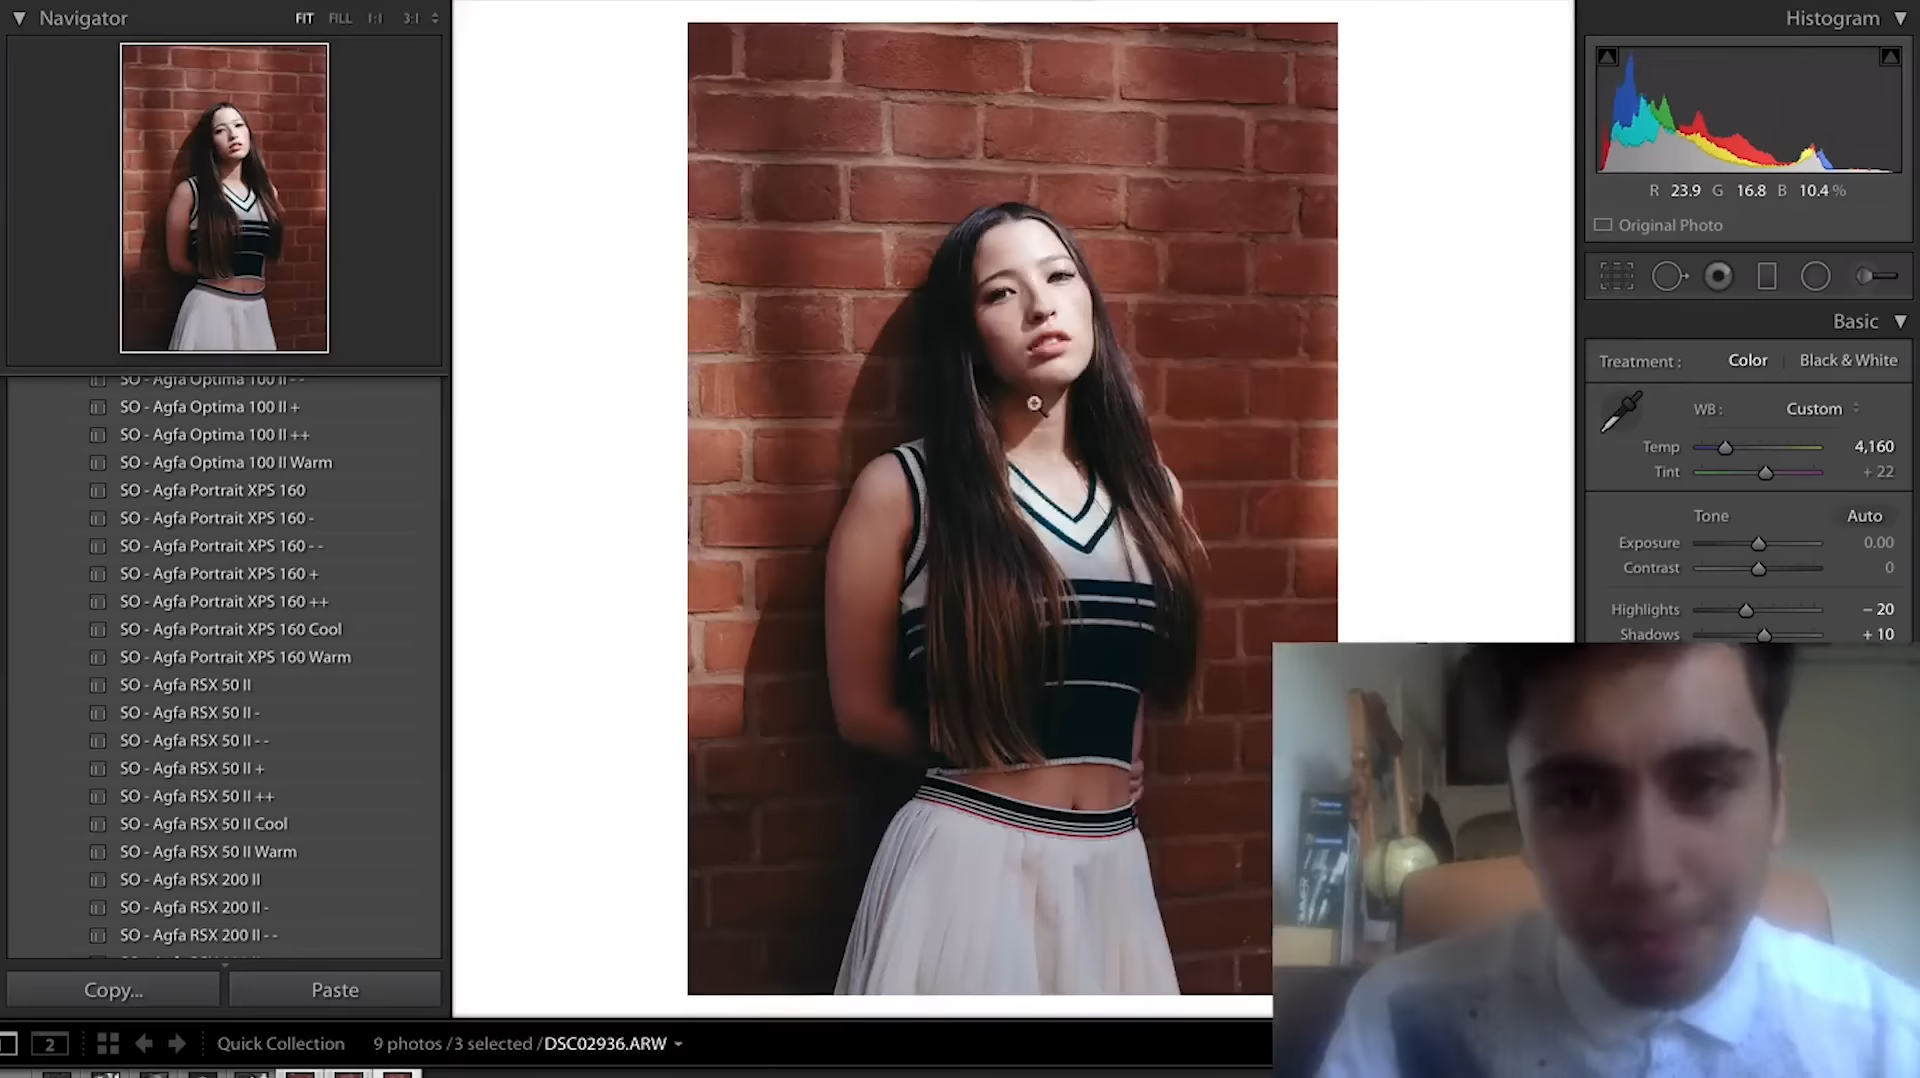 Navigator
FIT FILL 1:1 3:1
SO - Agfa Optima 100 II - -
SO - Agfa Optima 100 II +
SO - Agfa Optima 100 II ++
SO - Agfa Optima 100 II Warm
SO - Agfa Portrait XPS 160
SO - Agfa Portrait XPS 160 -
SO - Agfa Portrait XPS 160 - -
SO - Agfa Portrait XPS 160 +
SO - Agfa Portrait XPS 160 ++
SO - Agfa Portrait XPS 160 Cool
SO - Agfa Portrait XPS 160 Warm
SO - Agfa RSX 50 II
SO - Agfa RSX 50 II -
SO - Agfa RSX 50 II - -
SO - Agfa RSX 50 II +
SO - Agfa RSX 50 II ++
SO - Agfa RSX 50 II Cool
SO - Agfa RSX 50 II Warm
SO - Agfa RSX 200 II
SO - Agfa RSX 200 II -
SO - Agfa RSX 200 II - -
Copy... Paste
2 Quick Collection 9 photos /3 selected /DSC02936.ARW
Histogram
R 23.9 G 16.8 B 10.4 %
Original Photo
Basic
Treatment : Color Black & White
WB : Custom
Temp 4,160
Tint + 22
Tone Auto
Exposure 0.00
Contrast 0
Highlights – 20
Shadows + 10